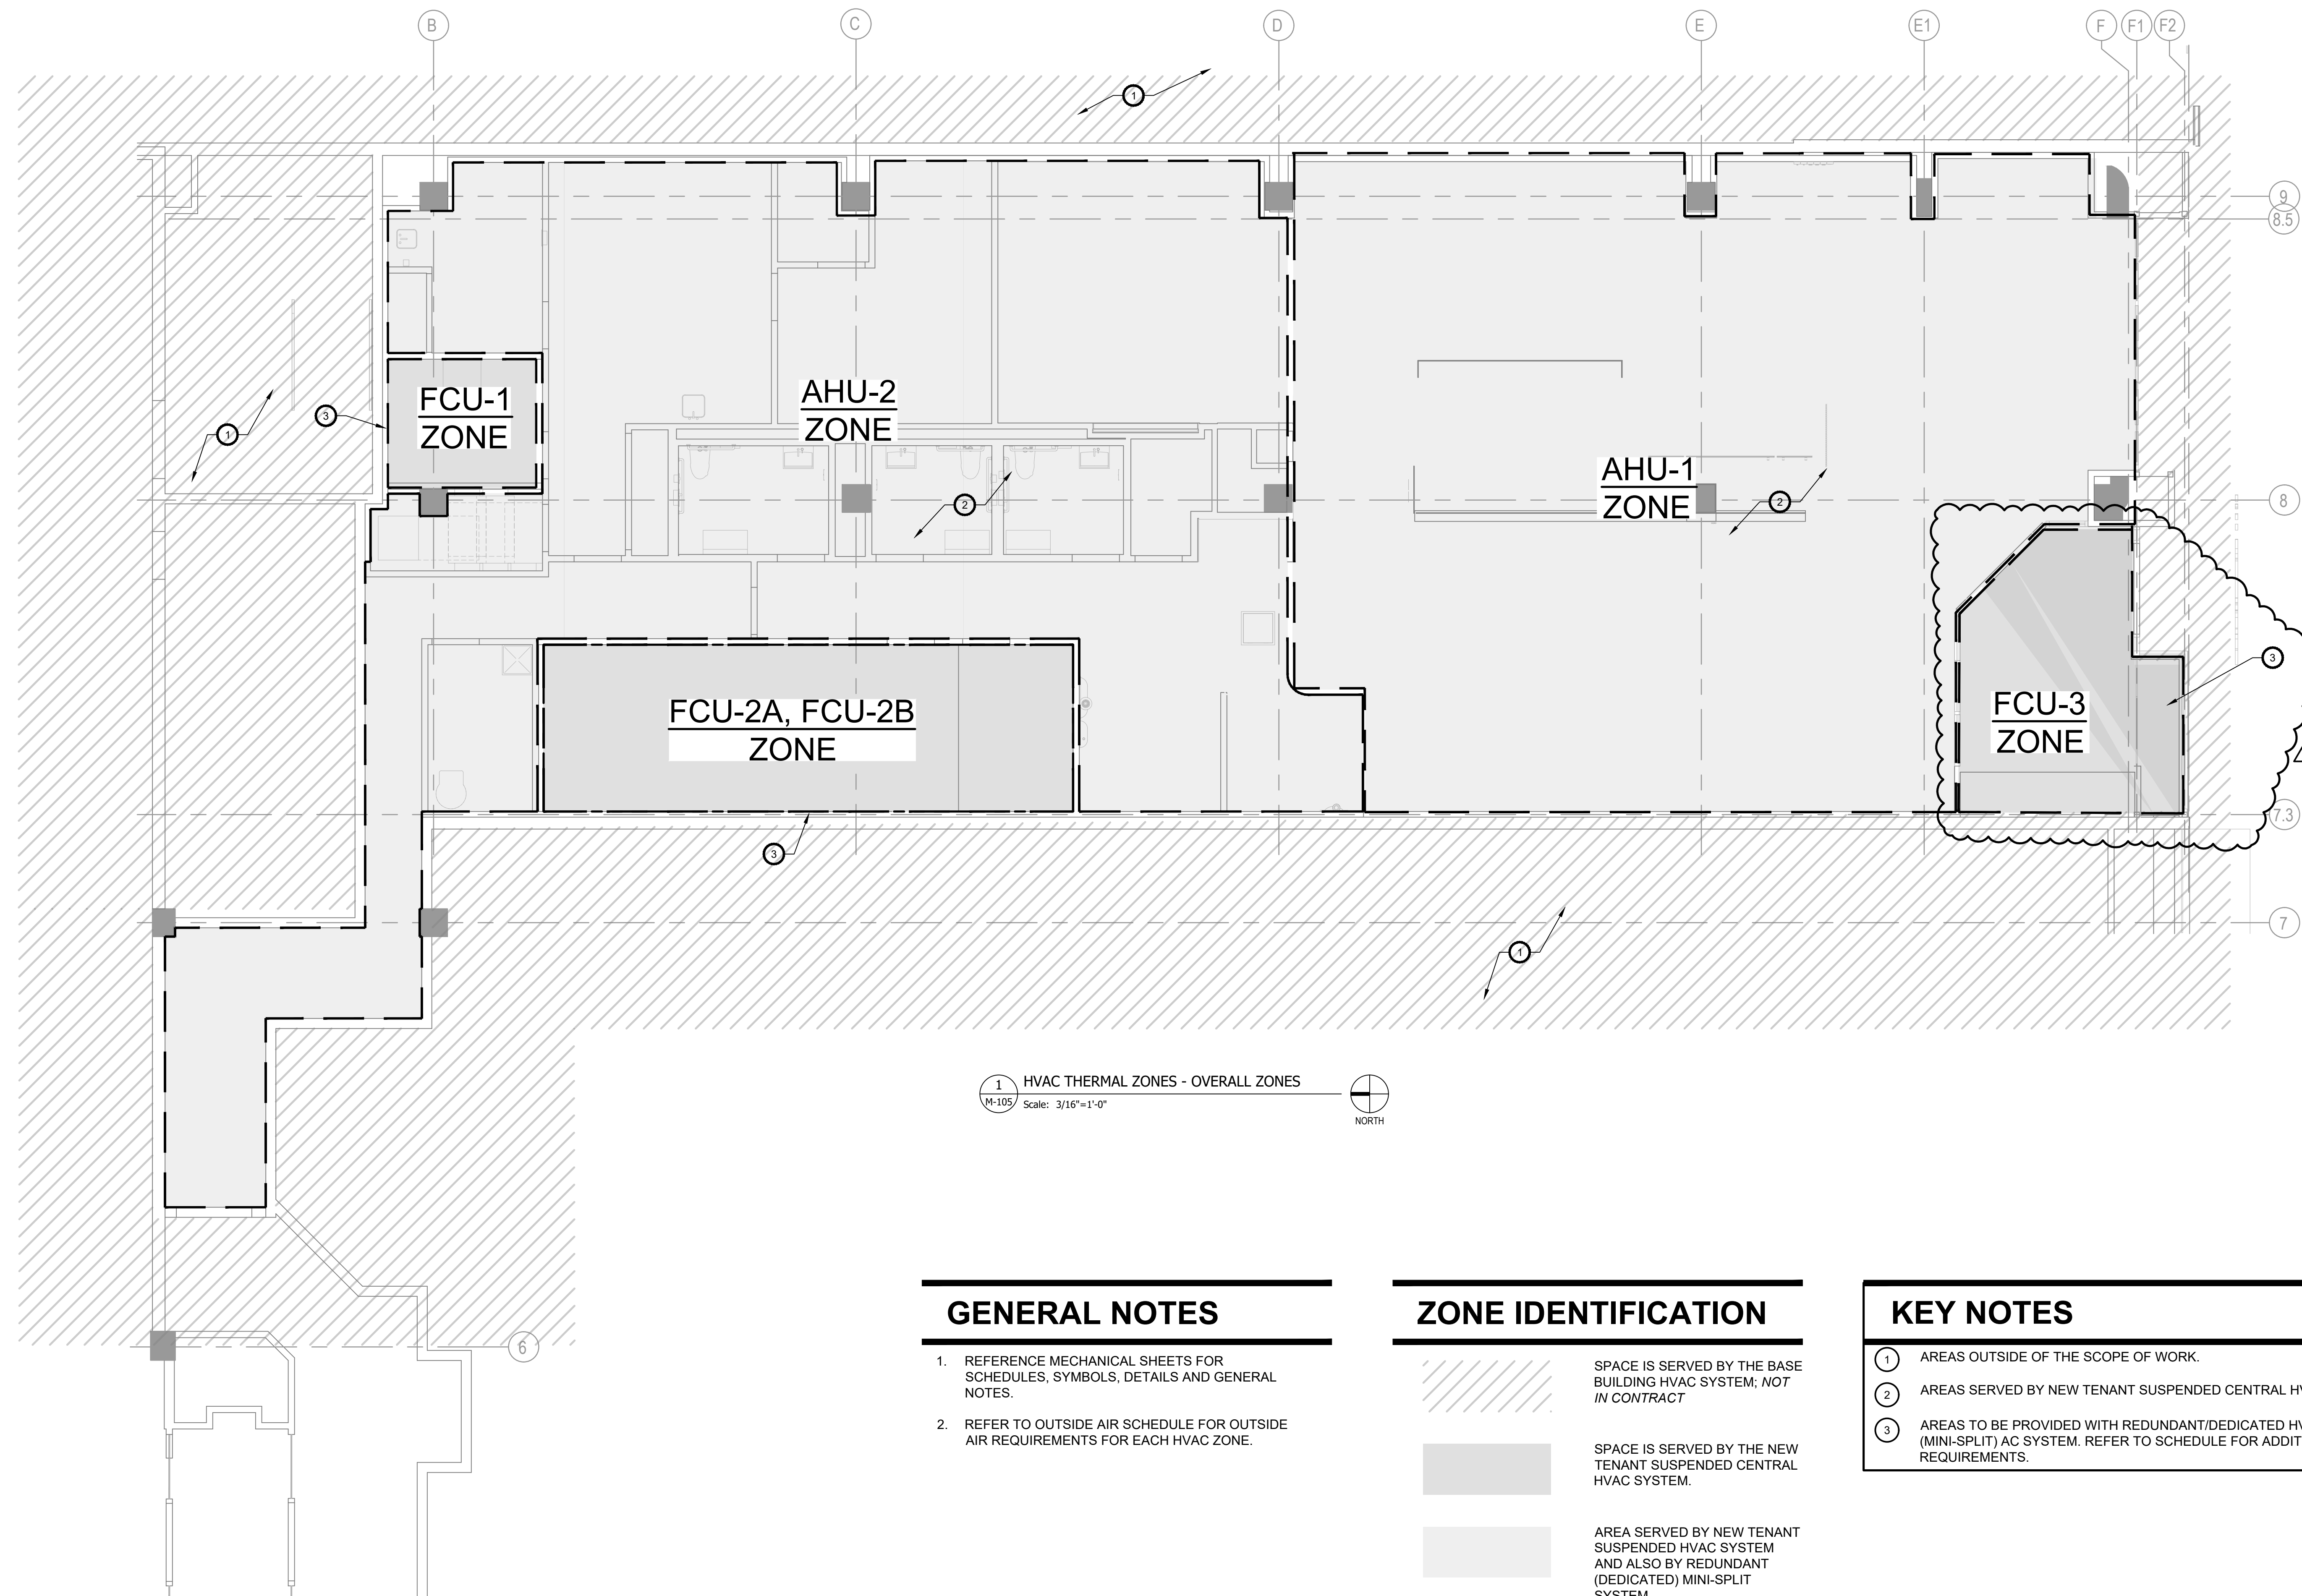 B
C
D
E
E1
F
F1
F2
1
9
8.5
FCU-1
ZONE
3
1
AHU-2
ZONE
2
AHU-1
ZONE
2
8
3
FCU-2A, FCU-2B
ZONE
FCU-3
ZONE
7.3
3
7
1
1
M-105
HVAC THERMAL ZONES - OVERALL ZONES
Scale: 3/16"=1'-0"
NORTH
6
GENERAL NOTES
1. REFERENCE MECHANICAL SHEETS FOR
SCHEDULES, SYMBOLS, DETAILS AND GENERAL
NOTES.
2. REFER TO OUTSIDE AIR SCHEDULE FOR OUTSIDE
AIR REQUIREMENTS FOR EACH HVAC ZONE.
ZONE IDENTIFICATION
SPACE IS SERVED BY THE BASE
BUILDING HVAC SYSTEM; NOT
IN CONTRACT
SPACE IS SERVED BY THE NEW
TENANT SUSPENDED CENTRAL
HVAC SYSTEM.
AREA SERVED BY NEW TENANT
SUSPENDED HVAC SYSTEM
AND ALSO BY REDUNDANT
(DEDICATED) MINI-SPLIT
SYSTEM
KEY NOTES
1 AREAS OUTSIDE OF THE SCOPE OF WORK.
2 AREAS SERVED BY NEW TENANT SUSPENDED CENTRAL
3 AREAS TO BE PROVIDED WITH REDUNDANT/DEDICATED
(MINI-SPLIT) AC SYSTEM. REFER TO SCHEDULE FOR
REQUIREMENTS.